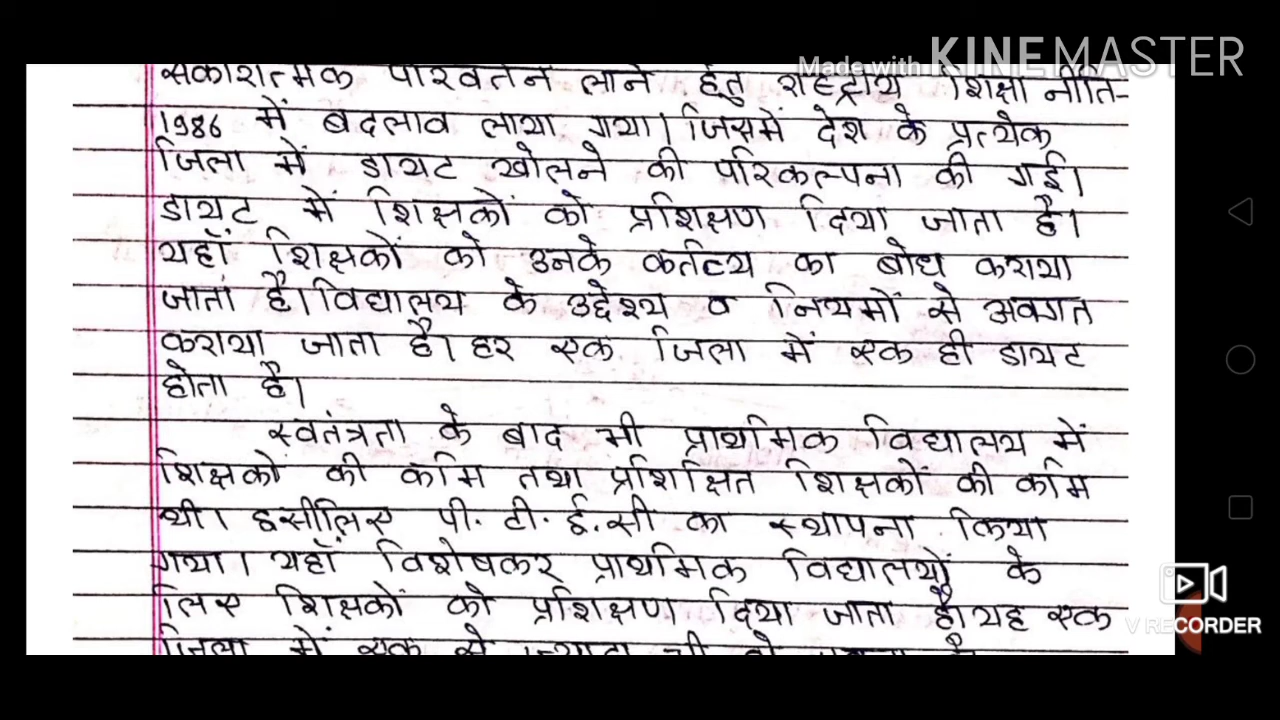 Made with KINEMASTER
सकारात्मक परिवर्तन लाने हेतु राष्ट्रीय शिक्षा नीति-
1986 में बदलाव लाया गया। जिसमें देश के प्रत्येक
जिला में डायट खोलने की परिकल्पना की गई।
डायट में शिक्षकों को प्रशिक्षण दिया जाता है।
यहाँ शिक्षकों को उनके कर्तव्य का बोध कराया
जाता है। विद्यालय के उद्देश्य व नियमों से अवगत
कराया जाता है। हर एक जिला में एक ही डायट
होता है।
स्वतंत्रता के बाद भी प्राथमिक विद्यालय में
शिक्षकों की कमि तथा प्रशिक्षित शिक्षकों की कमि
थी। इसीलिए पी. टी. ई. सी का स्थापना किया
गया। यहाँ विशेषकर प्राथमिक विद्यालयों के
लिए शिक्षकों को प्रशिक्षण दिया जाता है। यह एक
जिला में एक से
V RECORDER